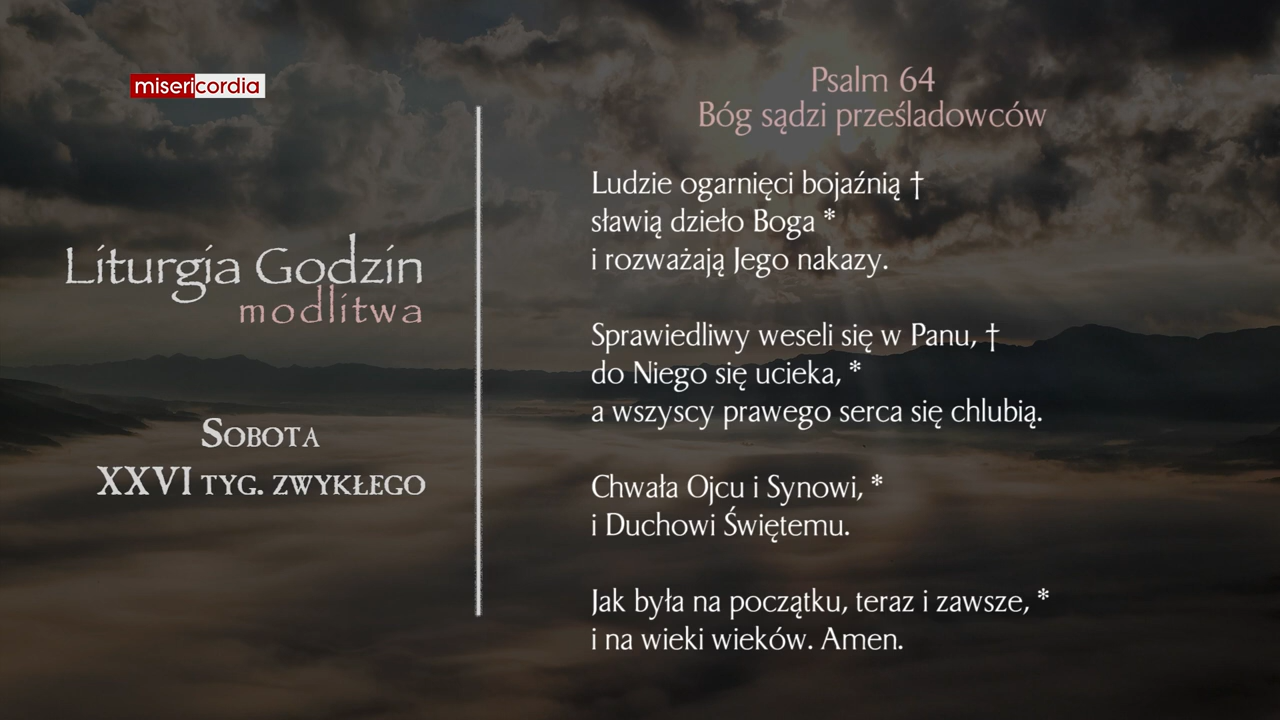 misericordia
Liturgia Godzin
modlitwa
Sobota
XXVI tyg. zwykłego
Psalm 64
Bóg sądzi prześladowców
Ludzie ogarnięci bojaźnią †
sławią dzieło Boga *
i rozważają Jego nakazy.
Sprawiedliwy weseli się w Panu, †
do Niego się ucieka, *
a wszyscy prawego serca się chlubią.
Chwała Ojcu i Synowi, *
i Duchowi Świętemu.
Jak była na początku, teraz i zawsze, *
i na wieki wieków. Amen.